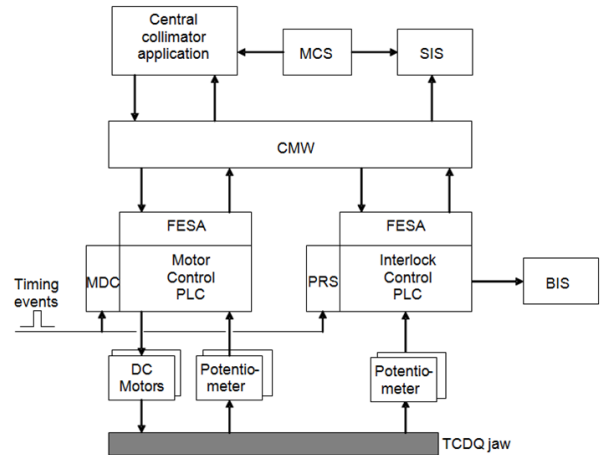 Central
collimator
application
MCS
SIS
CMW
FESA
FESA
MDC
Motor
Control
PLC
PRS
Interlock
Control
PLC
BIS
Timing
events
DC
Motors
Potentio-
meter
Potentio-
meter
TCDQ jaw